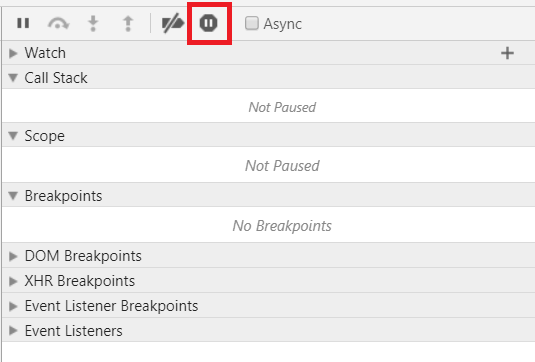 Async
Watch
Call Stack
Not Paused
Scope
Not Paused
Breakpoints
No Breakpoints
DOM Breakpoints
XHR Breakpoints
Event Listener Breakpoints
Event Listeners